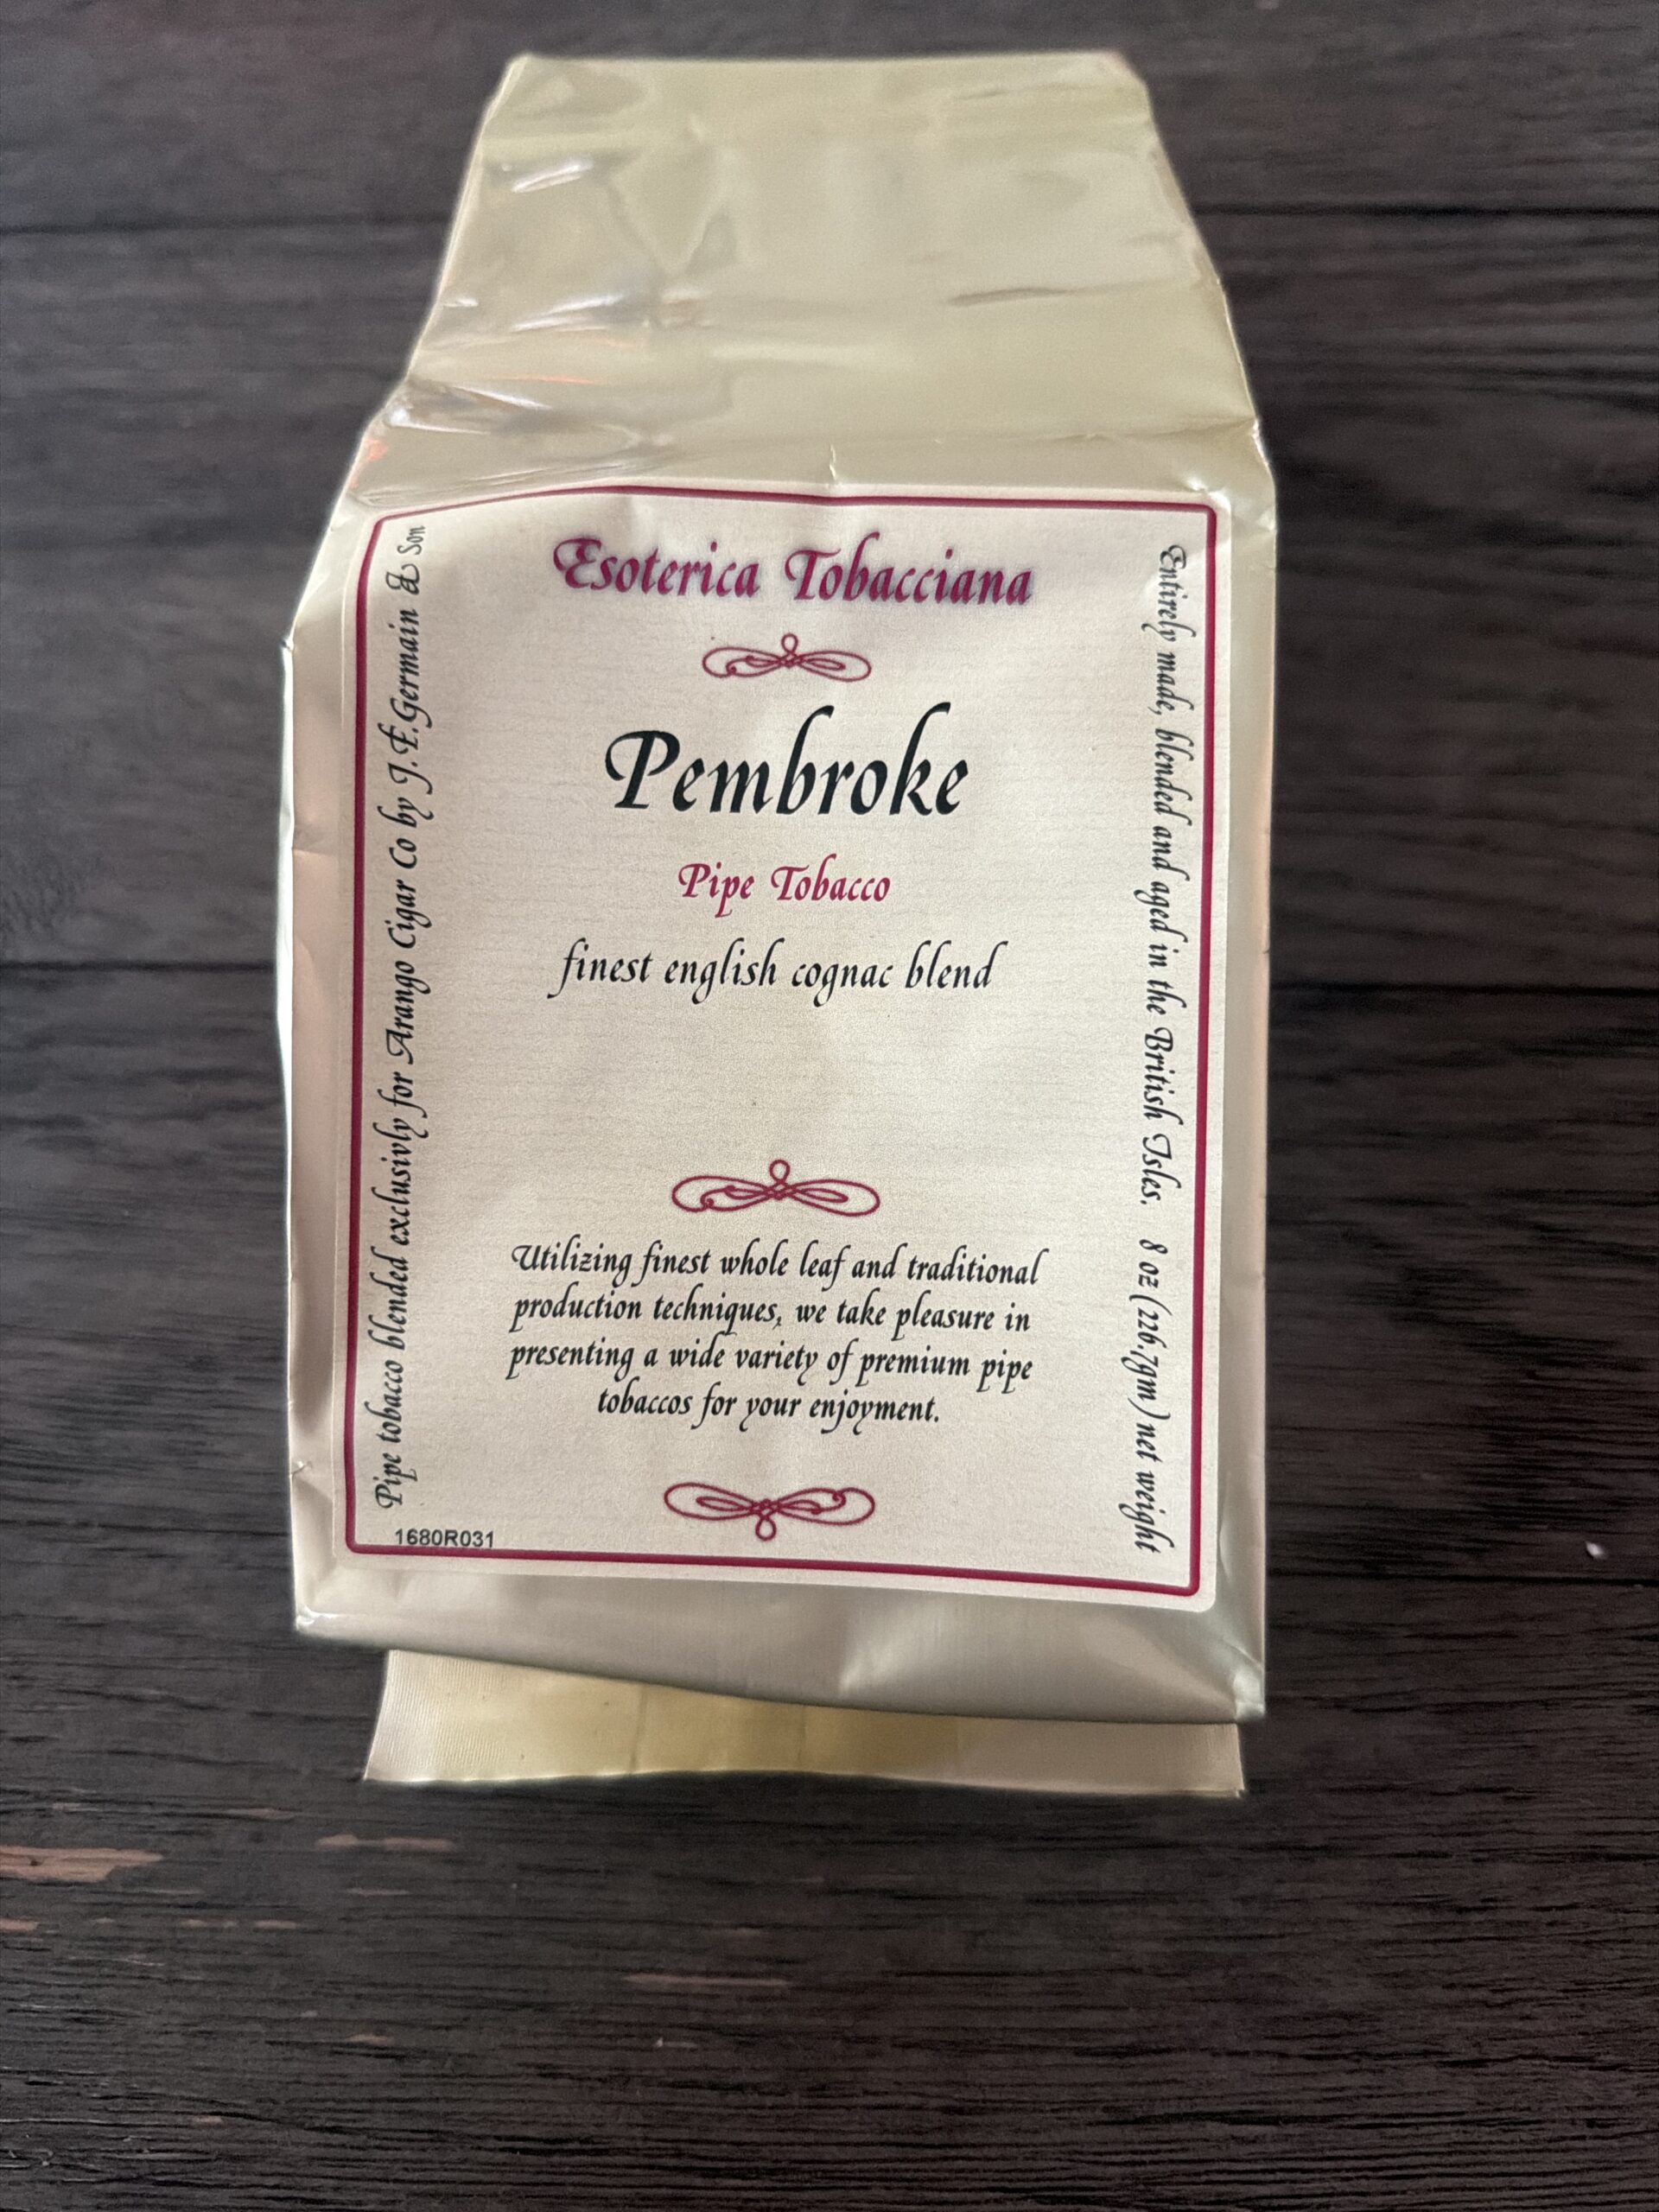 Esoterica Tobacciana
Pembroke
Pipe Tobacco
finest english cognac blend
Utilizing finest whole leaf and traditional
production techniques, we take pleasure in
presenting a wide variety of premium pipe
tobaccos for your enjoyment.
Pipe tobacco blended exclusivly for Arango Cigar Co by J.F.Germain & Son
Entirely made, blended and aged in the British Isles. 8 oz (226.7gm) net weight
1680R031